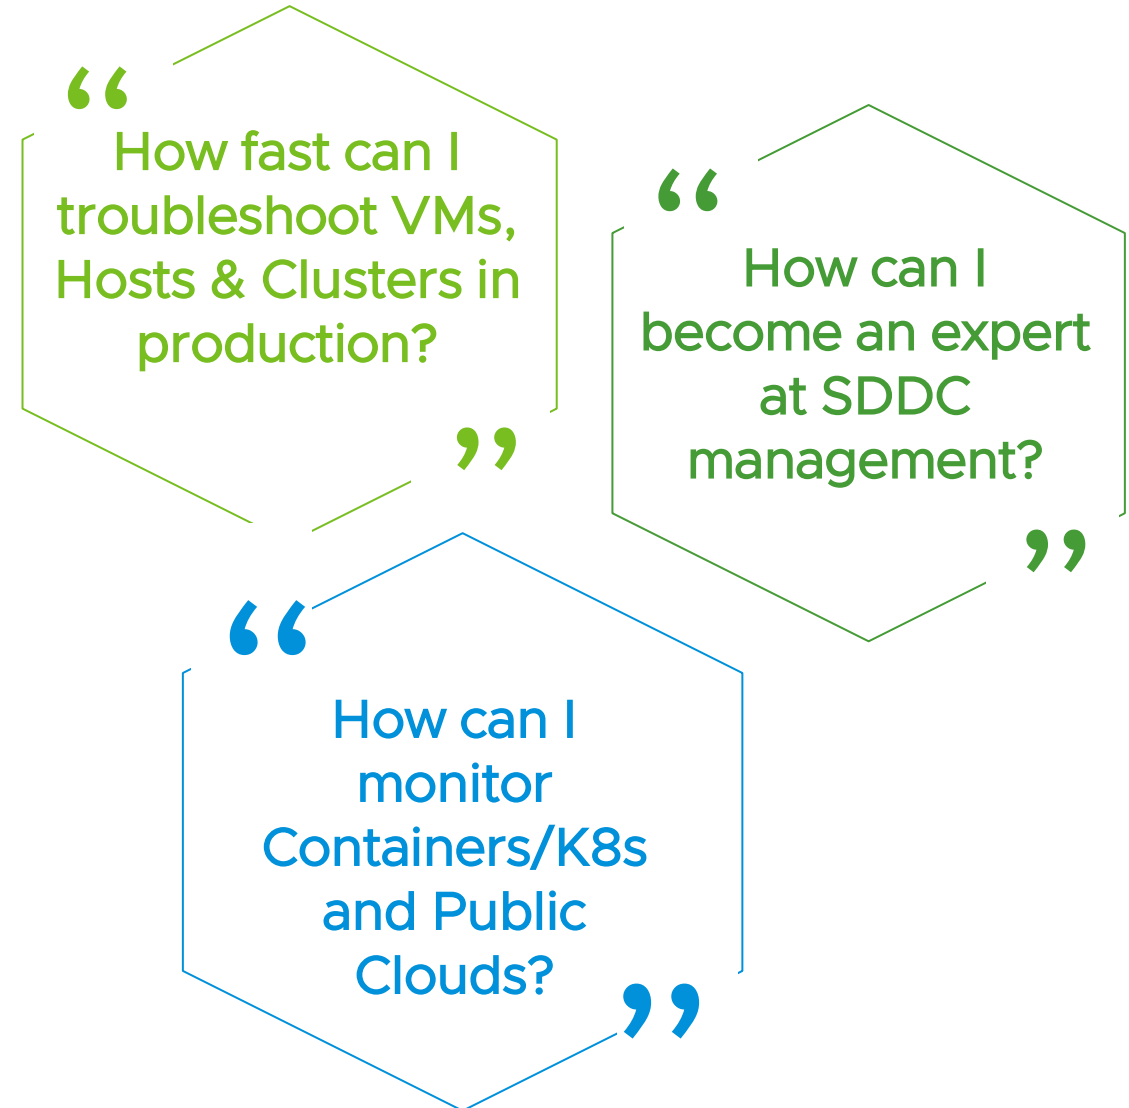 “
How fast can I
troubleshoot VMs,
Hosts & Clusters in
production?
”
“
How can I
become an expert
at SDDC
management?
”
“
How can I
monitor
Containers/K8s
and Public
Clouds?
”